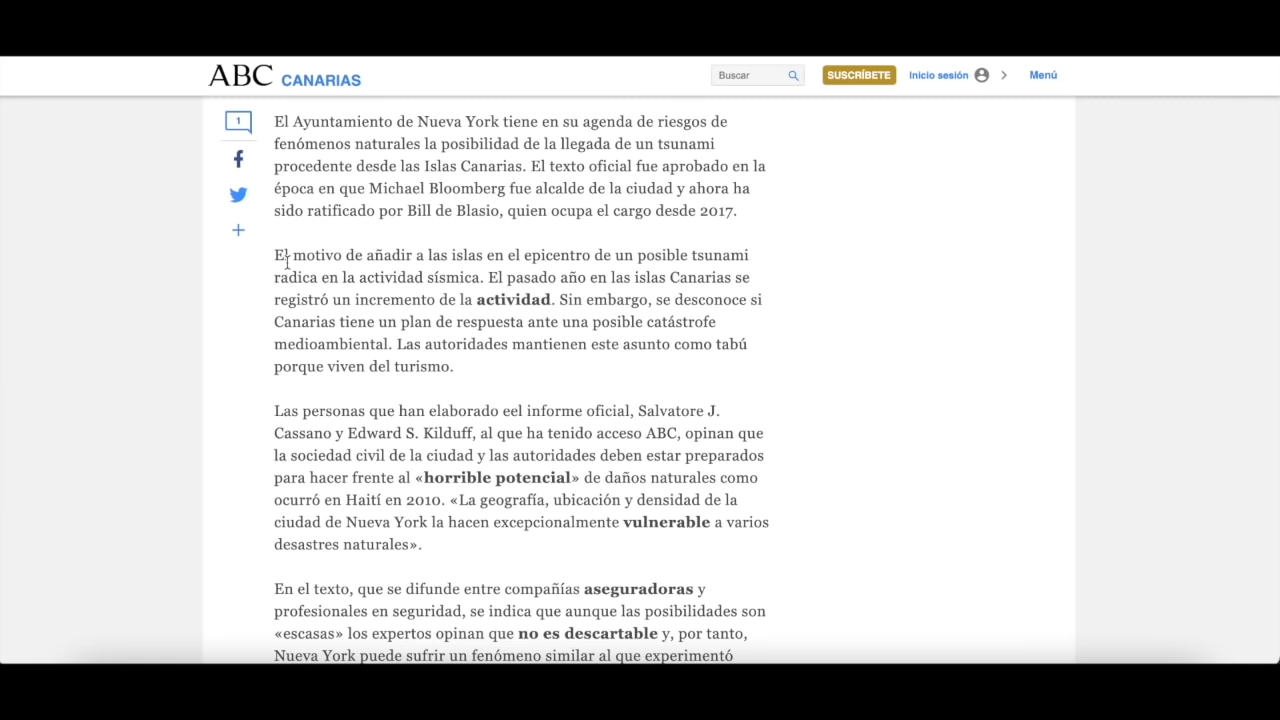 ABC CANARIAS
Buscar
SUSCRÍBETE
Inicio sesión
Menú
1
El Ayuntamiento de Nueva York tiene en su agenda de riesgos de
fenómenos naturales la posibilidad de la llegada de un tsunami
procedente desde las Islas Canarias. El texto oficial fue aprobado en la
época en que Michael Bloomberg fue alcalde de la ciudad y ahora ha
sido ratificado por Bill de Blasio, quien ocupa el cargo desde 2017.
El motivo de añadir a las islas en el epicentro de un posible tsunami
radica en la actividad sísmica. El pasado año en las islas Canarias se
registró un incremento de la actividad. Sin embargo, se desconoce si
Canarias tiene un plan de respuesta ante una posible catástrofe
medioambiental. Las autoridades mantienen este asunto como tabú
porque viven del turismo.
Las personas que han elaborado eel informe oficial, Salvatore J.
Cassano y Edward S. Kilduff, al que ha tenido acceso ABC, opinan que
la sociedad civil de la ciudad y las autoridades deben estar preparados
para hacer frente al «horrible potencial» de daños naturales como
ocurró en Haití en 2010. «La geografía, ubicación y densidad de la
ciudad de Nueva York la hacen excepcionalmente vulnerable a varios
desastres naturales».
En el texto, que se difunde entre compañías aseguradoras y
profesionales en seguridad, se indica que aunque las posibilidades son
«escasas» los expertos opinan que no es descartable y, por tanto,
Nueva York puede sufrir un fenómeno similar al que experimentó